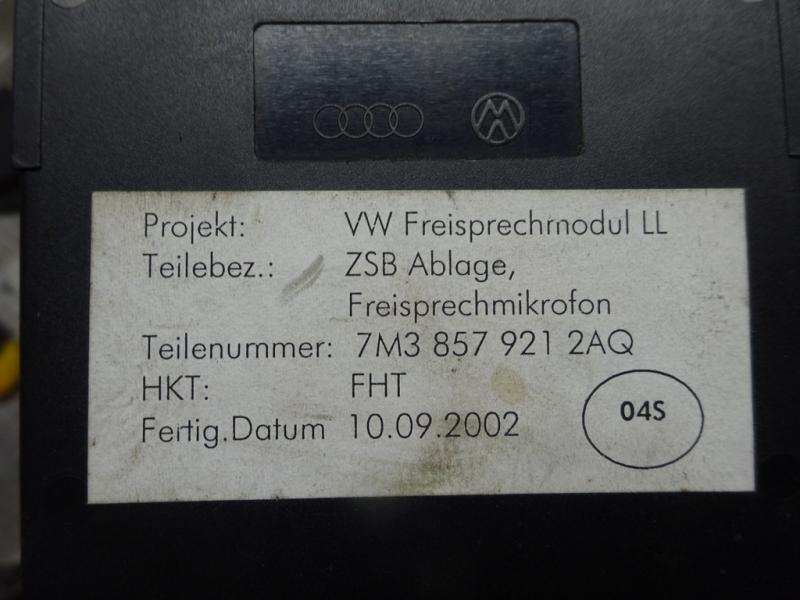 Projekt: VW Freisprechmodul LL
Teilebez.: ZSB Ablage,
Freisprechmikrofon
Teilenummer: 7M3 857 921 2AQ
HKT: FHT
Fertig.Datum 10.09.2002
04S